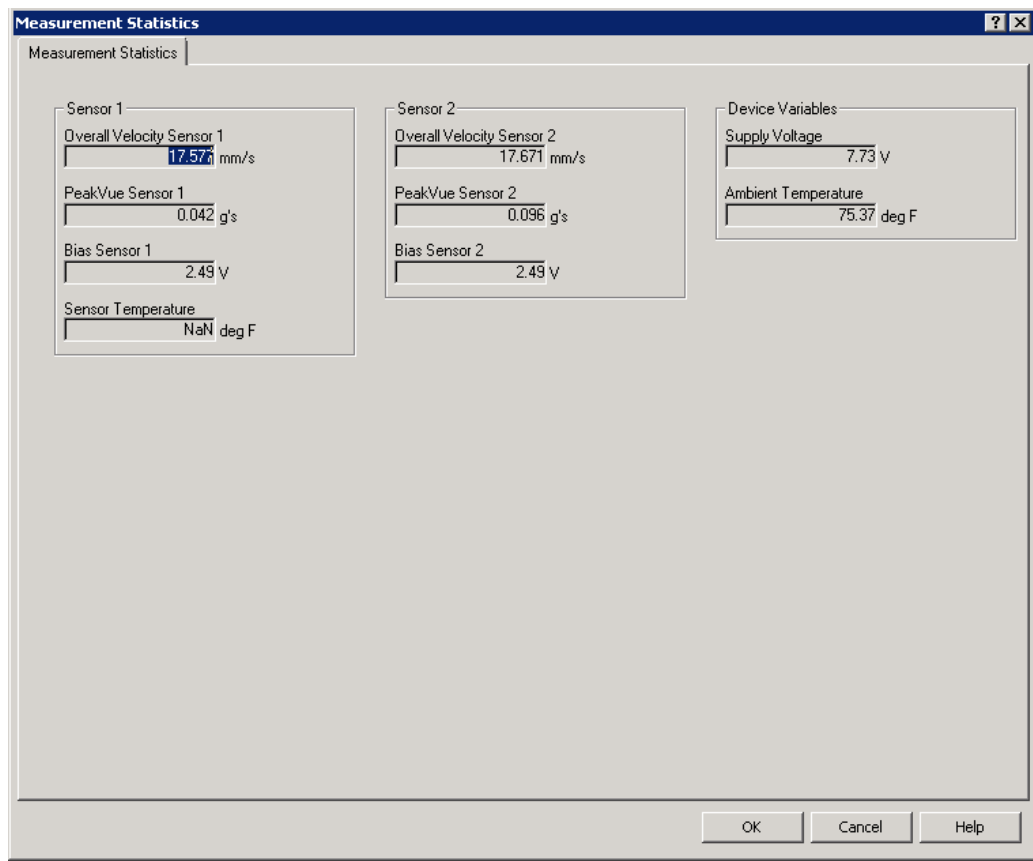 Measurement Statistics
Measurement Statistics
Sensor 1
Overall Velocity Sensor 1
17.577 mm/s
PeakVue Sensor 1
0.042 g's
Bias Sensor 1
2.49 V
Sensor Temperature
NaN deg F
Sensor 2
Overall Velocity Sensor 2
17.671 mm/s
PeakVue Sensor 2
0.096 g's
Bias Sensor 2
2.49 V
Device Variables
Supply Voltage
7.73 V
Ambient Temperature
75.37 deg F
OK Cancel Help